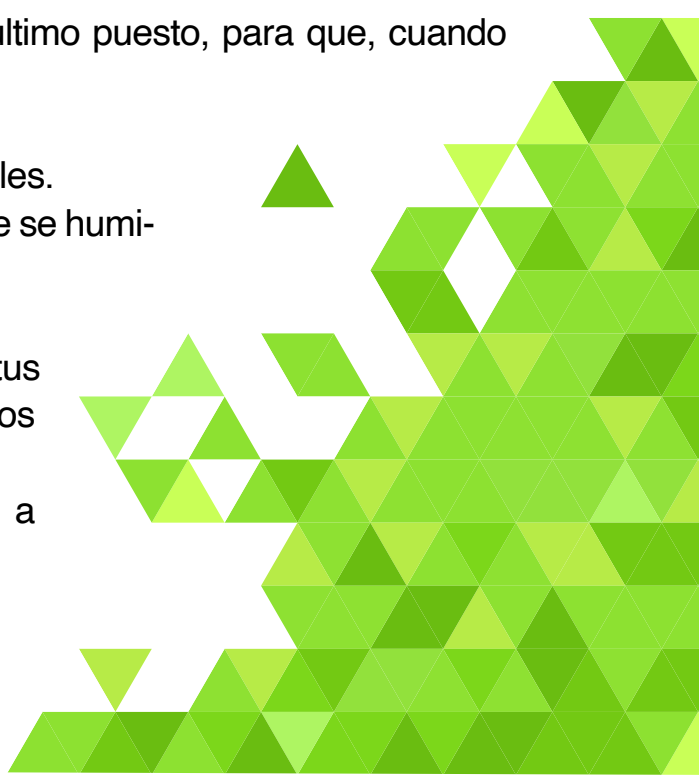 último puesto, para que, cuando
les.
e se humi-
tus
os
a